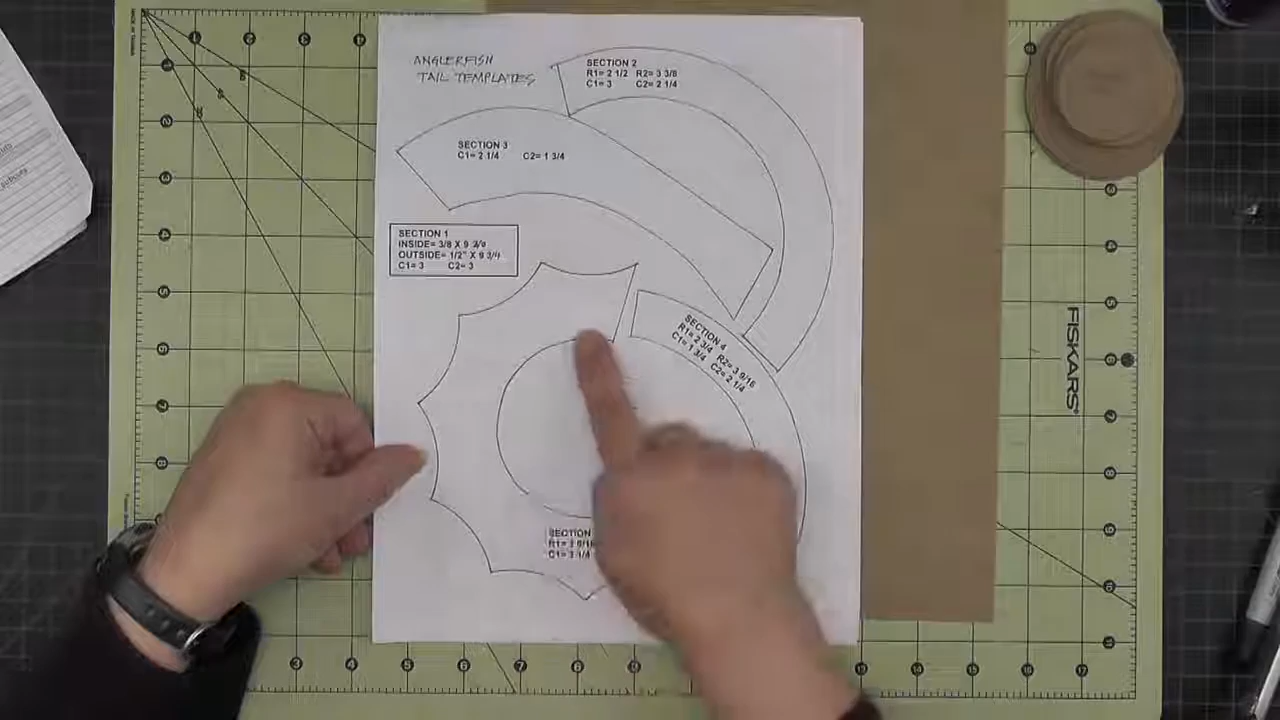 ANGLERFISH
TAIL TEMPLATES
SECTION 2
R1= 2 1/2 R2= 3 3/8
C1= 3 C2= 2 1/4
SECTION 3
C1= 2 1/4 C2= 1 3/4
SECTION 1
INSIDE= 3/8 X 9
OUTSIDE= 1/2" X 9 3/4
C1= 3 C2= 3
SECTION 4
R1= 2 3/4 R2= 3 9/16
C1= 1 3/4 C2= 2 1/4
SECTION
C1= 3 1/4
FISKARS